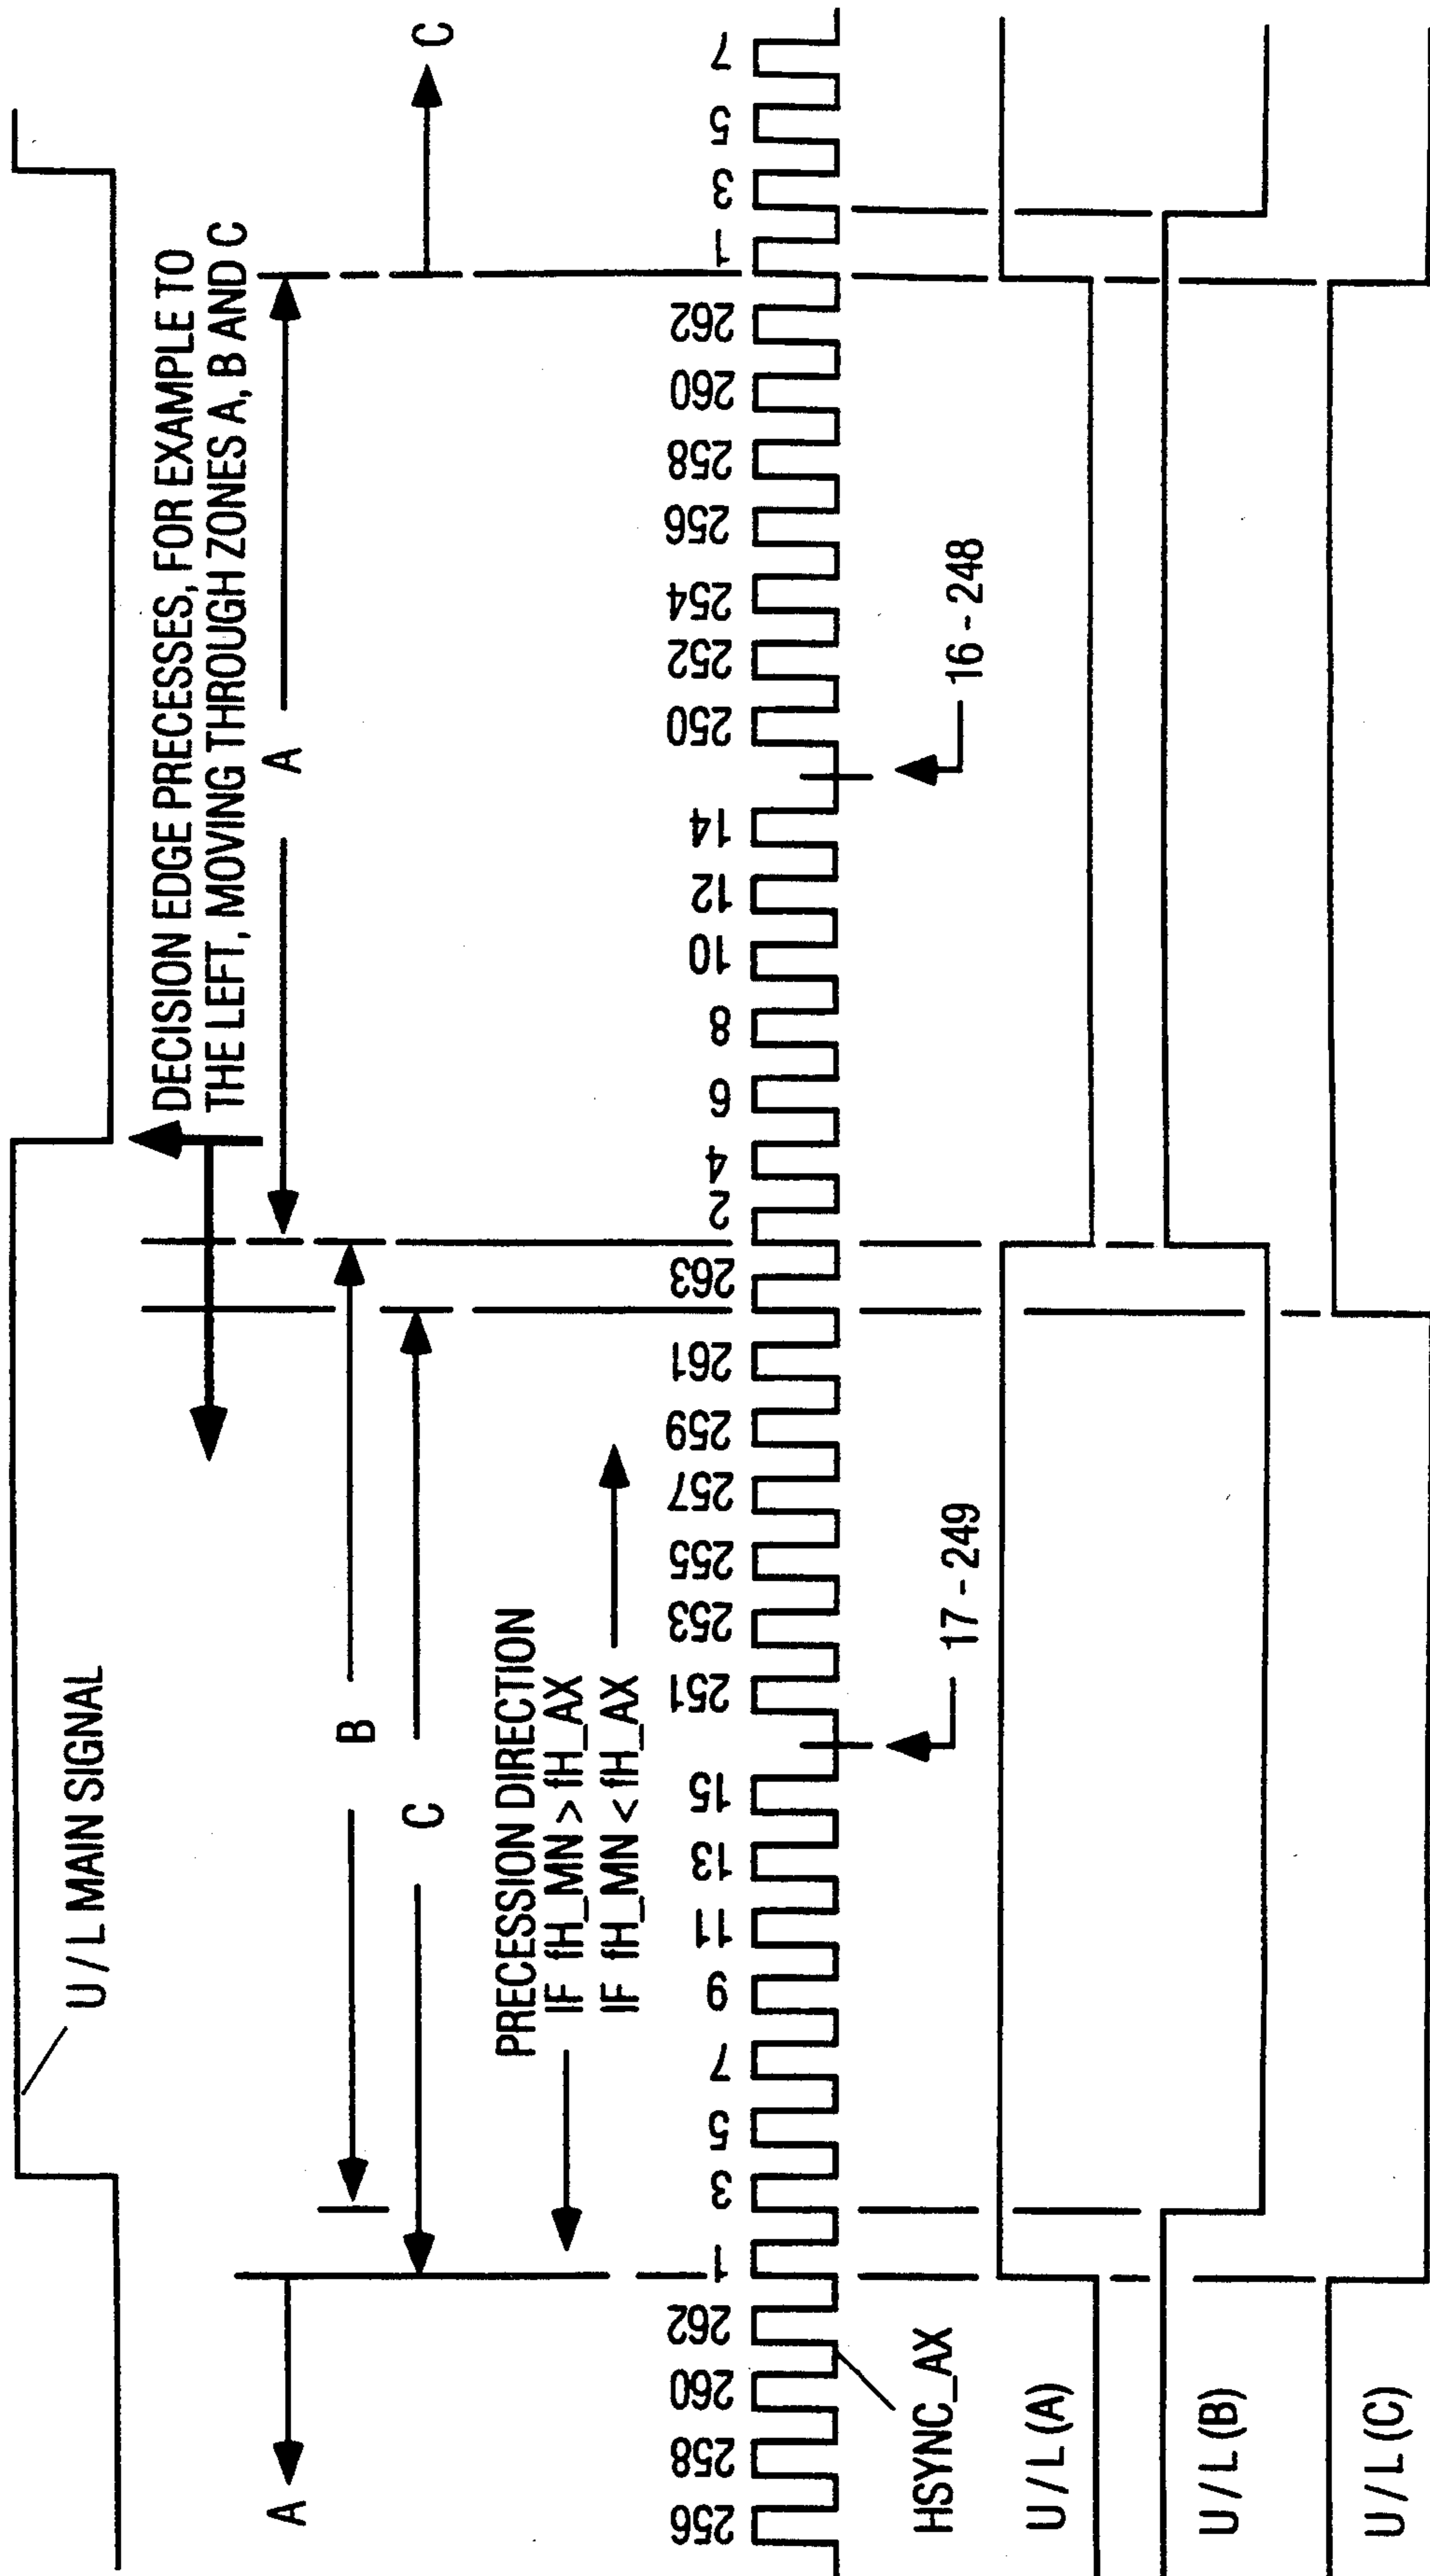 U / L MAIN SIGNAL
DECISION EDGE PRECESSES, FOR EXAMPLE TO
THE LEFT, MOVING THROUGH ZONES A, B AND C
A
A
B
C
C
PRECESSION DIRECTION
IF fH_MN > fH_AX
IF fH_MN < fH_AX
256 258 260 262 1 3 5 7 9 11 13 15 251 253 255 257 259 261 263 2 4 6 8 10 12 14 250 252 254 256 258 260 262 1 3 5 7
HSYNC_AX
17 - 249
16 - 248
U / L (A)
U / L (B)
U / L (C)